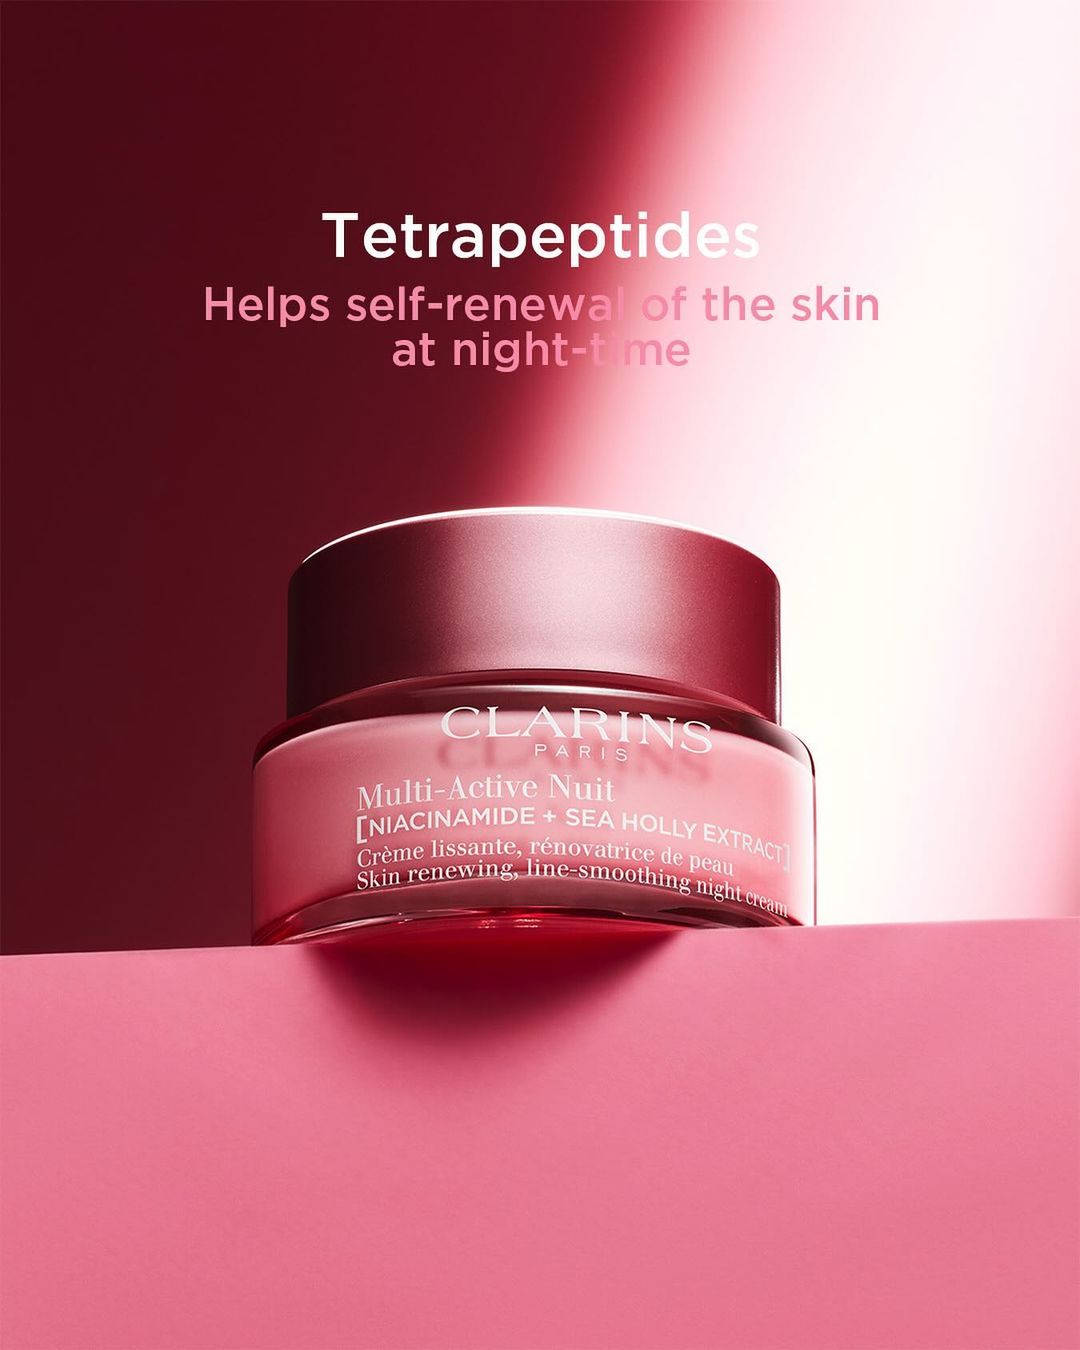 Tetrapeptides
Helps self-renewal of the skin
at night-time
CLARINS
PARIS
Multi-Active Nuit
[NIACINAMIDE + SEA HOLLY EXTRACT]
Crème lissante, rénovatrice de peau
Skin renewing, line-smoothing night cream